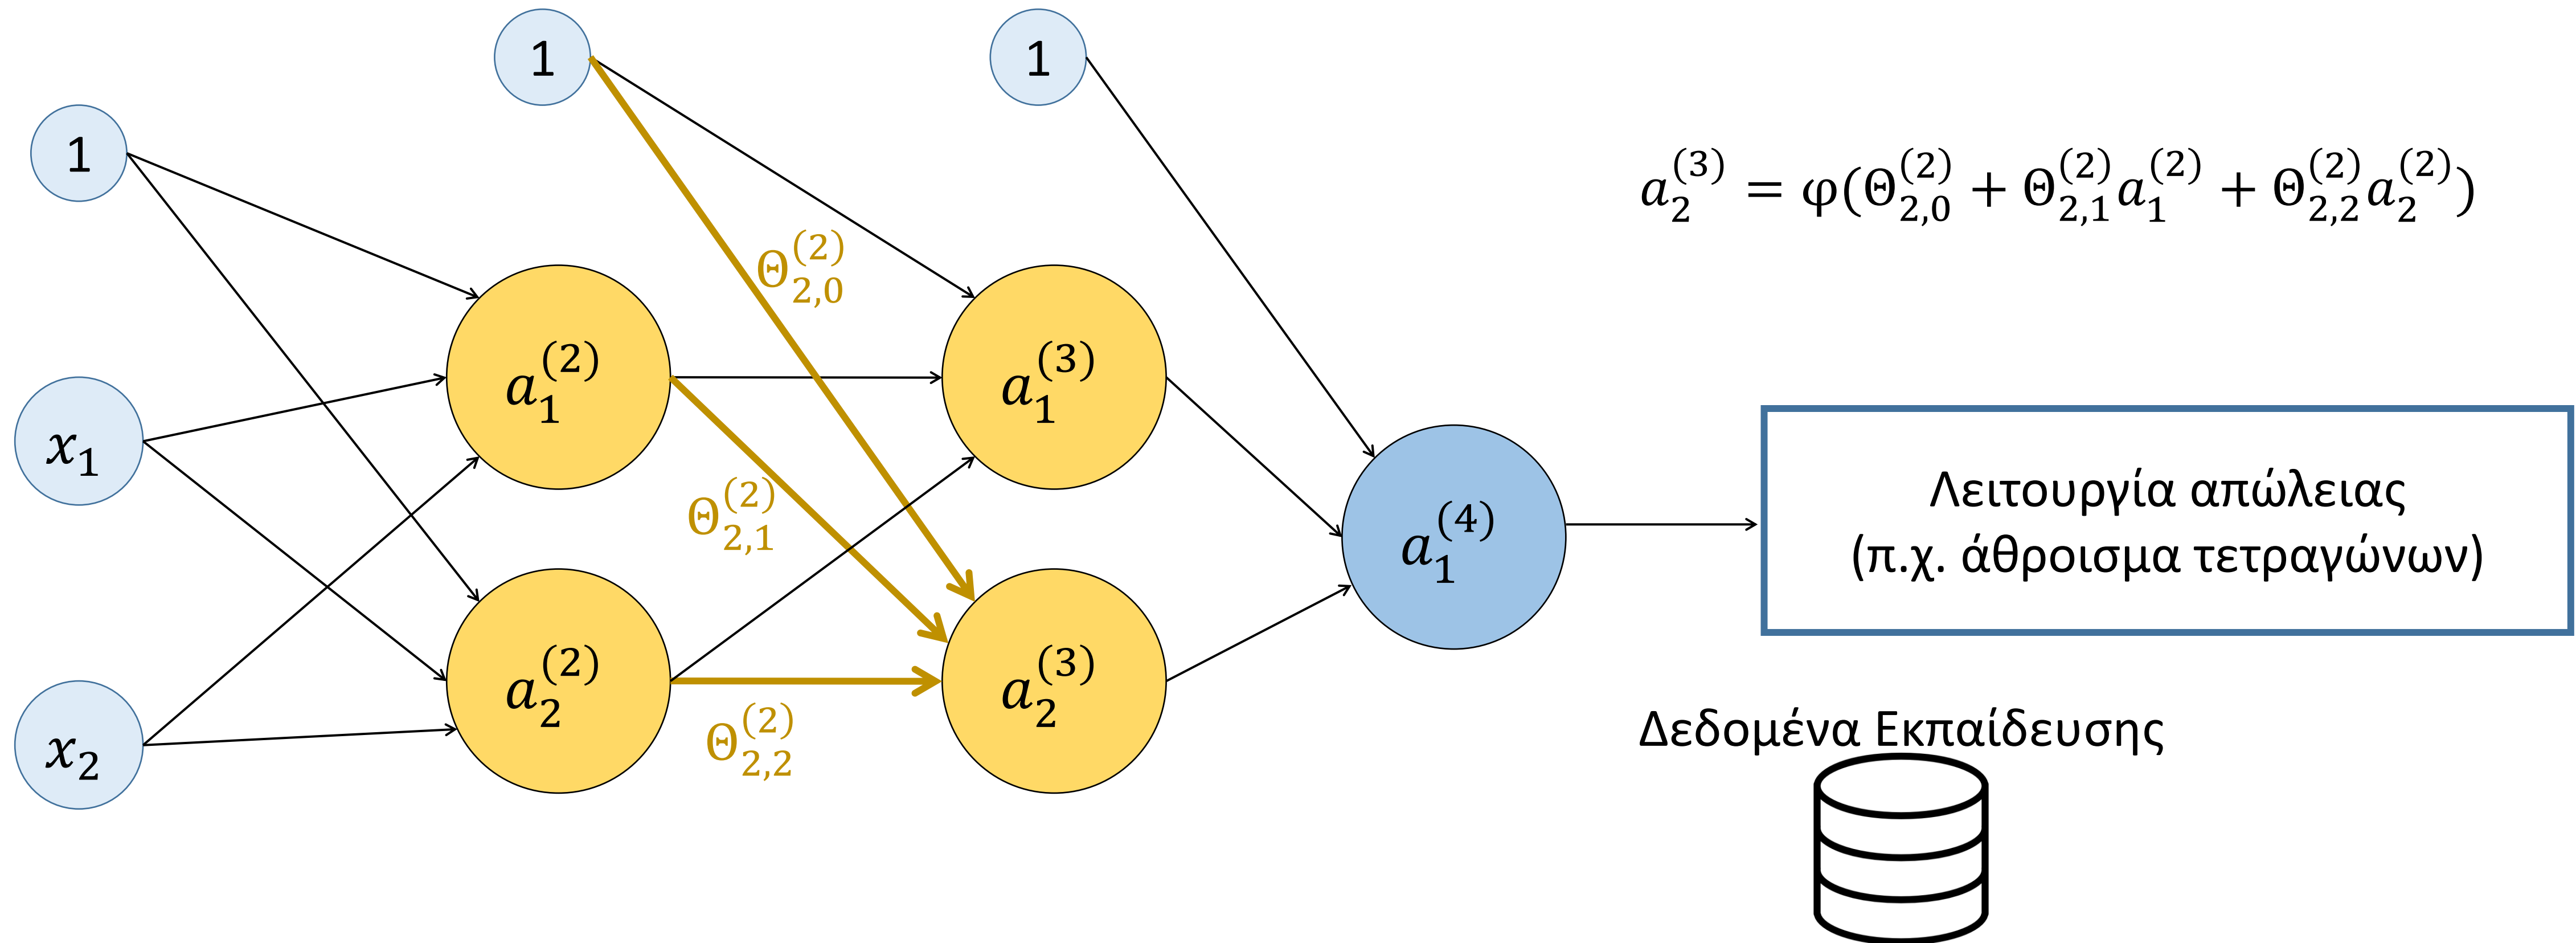 1
1
1
x₁
x₂
a₁⁽²⁾
a₂⁽²⁾
Θ₂,₀⁽²⁾
Θ₂,₁⁽²⁾
Θ₂,₂⁽²⁾
a₁⁽³⁾
a₂⁽³⁾
a₁⁽⁴⁾
a₂⁽³⁾ = φ(Θ₂,₀⁽²⁾ + Θ₂,₁⁽²⁾a₁⁽²⁾ + Θ₂,₂⁽²⁾a₂⁽²⁾)
Λειτουργία απώλειας
(π.χ. άθροισμα τετραγώνων)
Δεδομένα Εκπαίδευσης